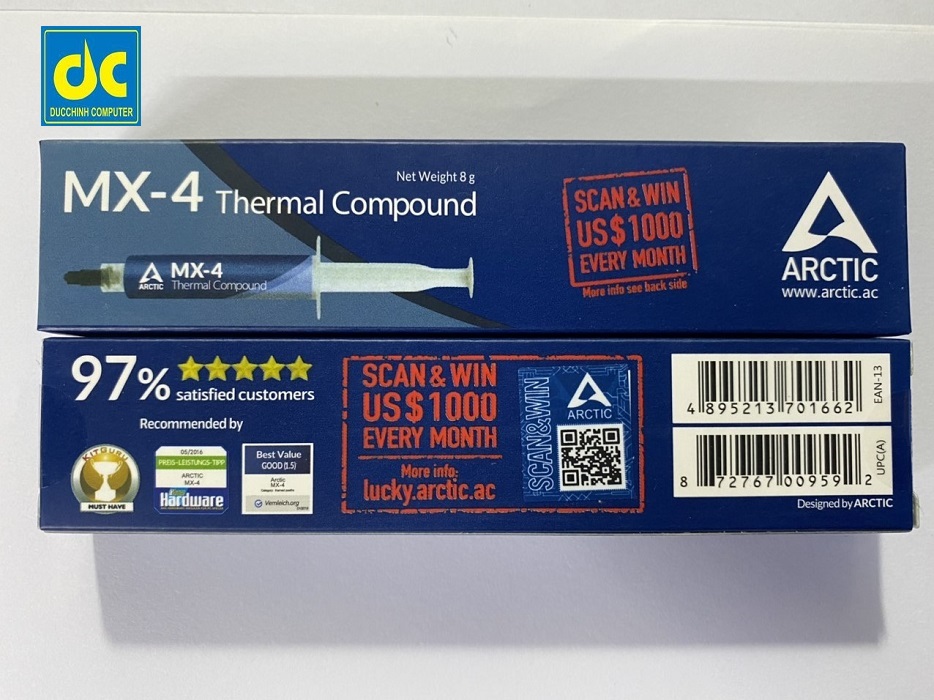 dc
DUCCHINH COMPUTER
MX-4 Thermal Compound
Net Weight 8 g
ARCTIC
MX-4
Thermal Compound
SCAN & WIN
US$1000
EVERY MONTH
More info see back side
ARCTIC
www.arctic.ac
97%
satisfied customers
Recommended by
KITGURU
MUST HAVE
05/2016
PREIS-LEISTUNGS-TIPP
ARCTIC
MX-4
Hardware
Best Value
GOOD (1.5)
Arctic
MX-4
Vergleich.org
SCAN & WIN
US$1000
EVERY MONTH
More info:
lucky.arctic.ac
SCAN&WIN
ARCTIC
4 895213 701662
EAN-13
8 72767 00959 2
UPC(A)
Designed by ARCTIC